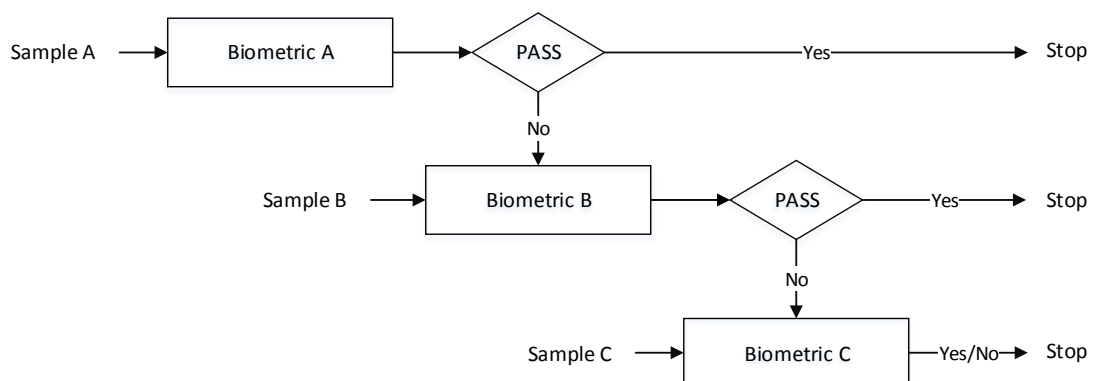 Sample A Biometric A PASS Yes Stop
No
Sample B Biometric B PASS Yes Stop
No
Sample C Biometric C Yes/No Stop